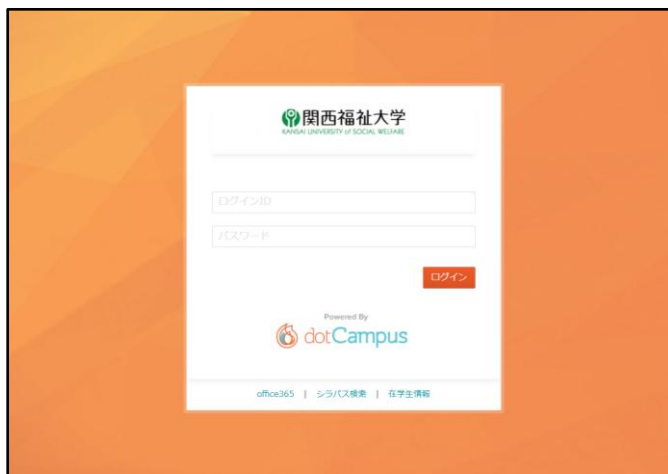 関西福祉大学
KANSAI UNIVERSITY of SOCIAL WELFARE
ログインID
パスワード
ログイン
Powered By
dotCampus
office365 | シラバス検索 | 在学生情報